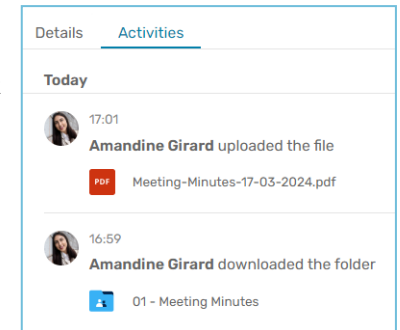 Details Activities
Today
17:01
Amandine Girard uploaded the file
PDF Meeting-Minutes-17-03-2024.pdf
16:59
Amandine Girard downloaded the folder
01 - Meeting Minutes